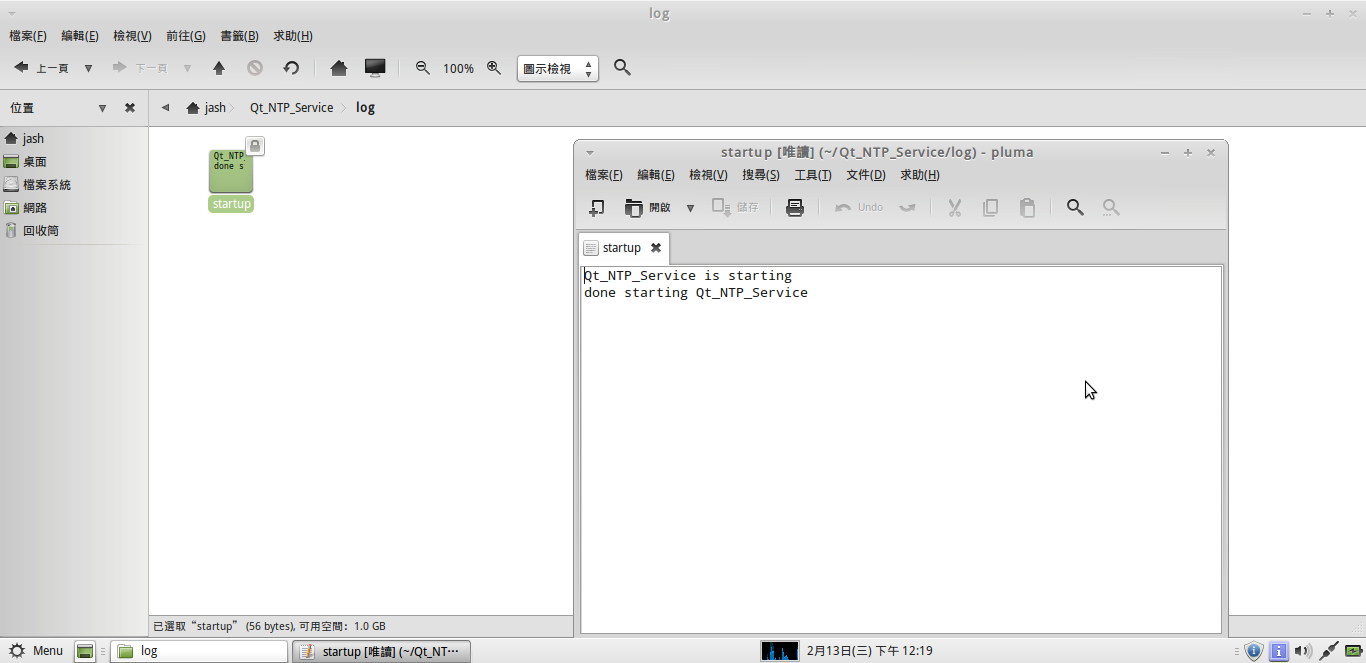 log
檔案(F) 編輯(E) 檢視(V) 前往(G) 書籤(B) 求助(H)
上一頁 下一頁 100% 圖示檢視
位置 jash Qt_NTP_Service log
jash
桌面
檔案系統
網路
回收筒
Qt_NTP_
done s
startup
startup [唯讀] (~/Qt_NTP_Service/log) - pluma
檔案(F) 編輯(E) 檢視(V) 搜尋(S) 工具(T) 文件(D) 求助(H)
開啟 儲存 Undo
startup
Qt_NTP_Service is starting
done starting Qt_NTP_Service
已選取“startup” (56 bytes), 可用空間：1.0 GB
Menu log startup [唯讀] (~/Qt_NT⋯ 2月13日(三) 下午 12:19